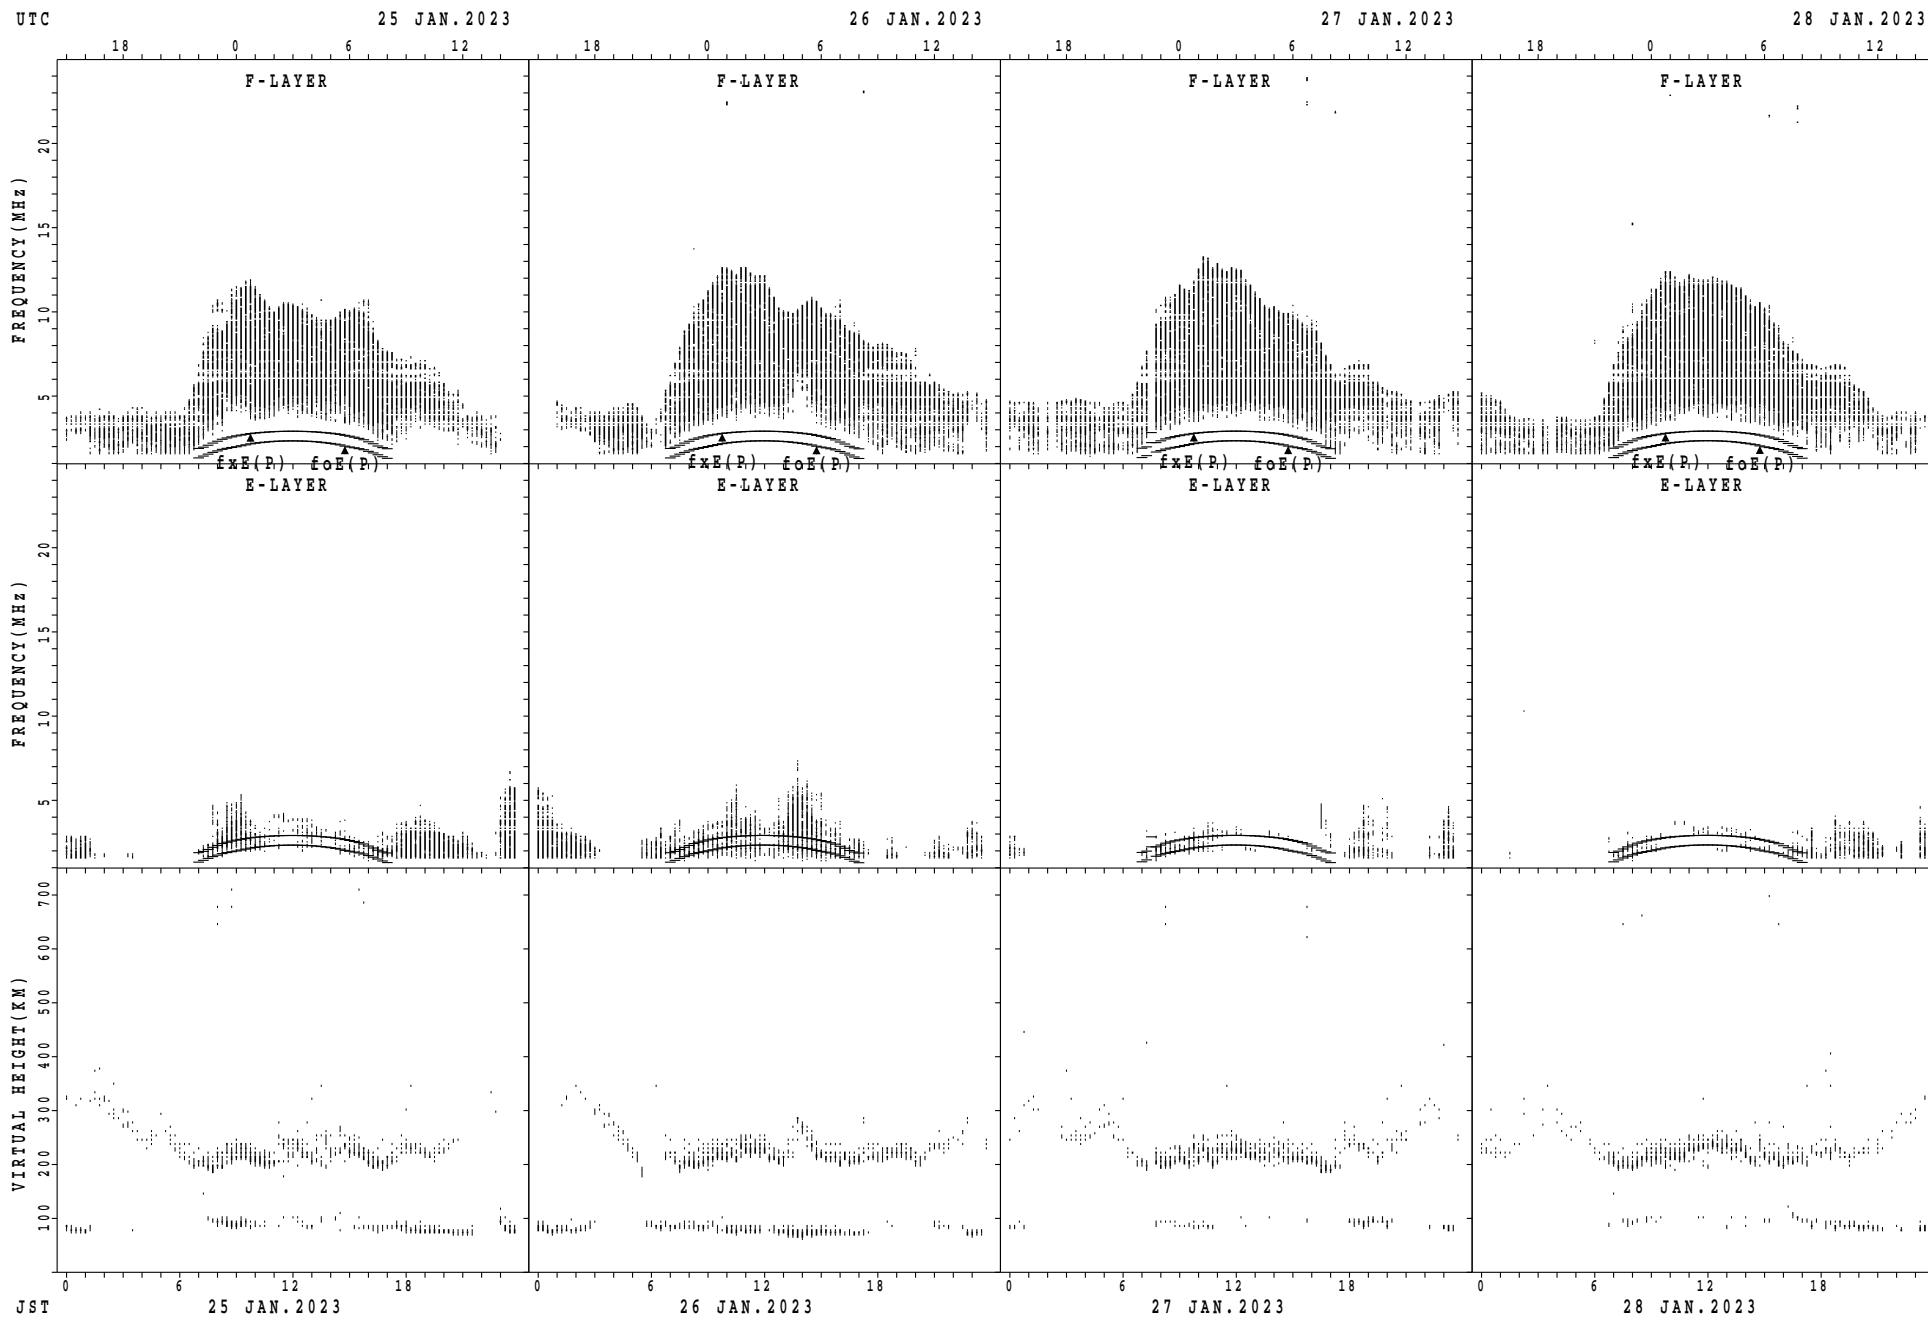 UTC 25 JAN.2023 26 JAN.2023 27 JAN.2023 28 JAN.2023
18 0 6 12 18 0 6 12 18 0 6 12 18 0 6 12
F-LAYER F-LAYER F-LAYER F-LAYER
FREQUENCY(MHz)
20
15
10
5
fxE(P) foE(P) fxE(P) foE(P) fxE(P) foE(P) fxE(P) foE(P)
E-LAYER E-LAYER E-LAYER E-LAYER
FREQUENCY(MHz)
20
15
10
5
VIRTUAL HEIGHT(KM)
700
600
500
400
300
200
100
0 6 12 18 0 6 12 18 0 6 12 18 0 6 12 18
JST 25 JAN.2023 26 JAN.2023 27 JAN.2023 28 JAN.2023